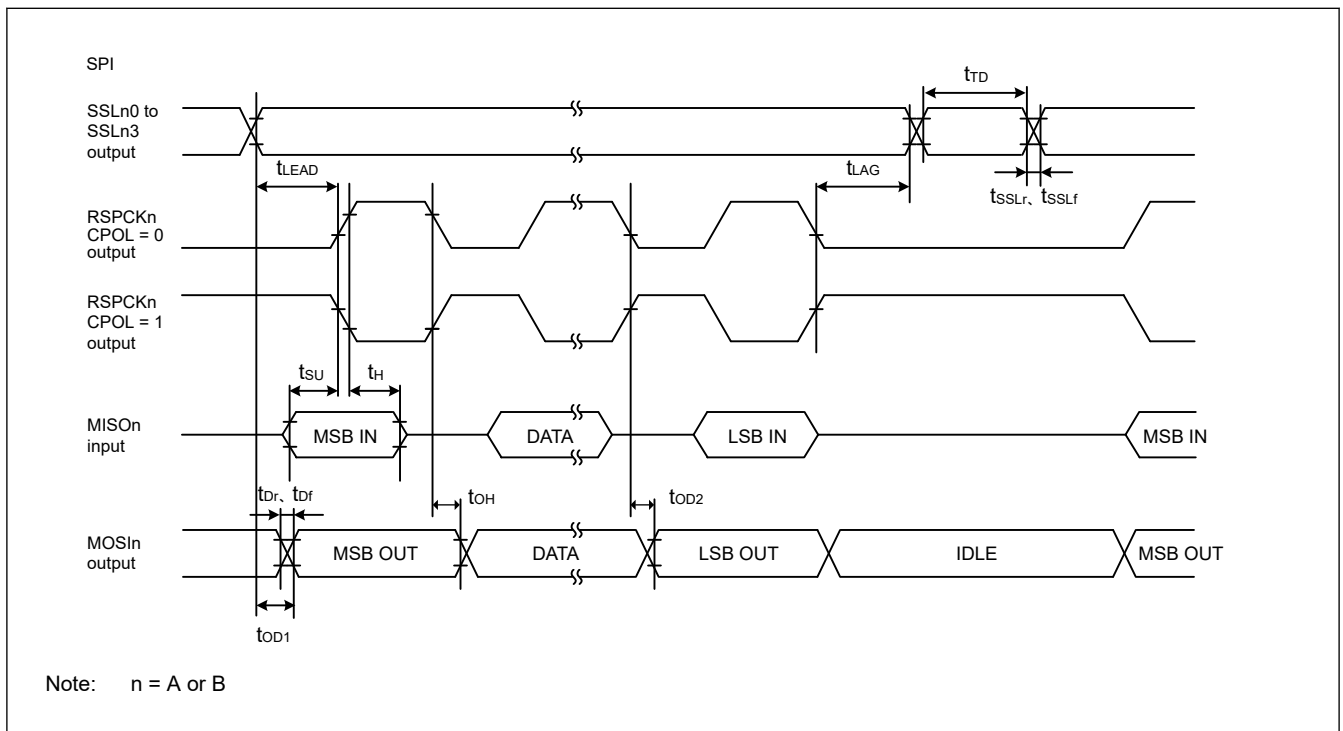 SPI
SSLn0 to
SSLn3
output
tTD
tLEAD
tLAG
tSSLr、tSSLf
RSPCKn
CPOL = 0
output
RSPCKn
CPOL = 1
output
tSU
tH
MISOn
input
MSB IN
DATA
LSB IN
MSB IN
tDr、tDf
tOH
tOD2
MOSIn
output
MSB OUT
DATA
LSB OUT
IDLE
MSB OUT
tOD1
Note: n = A or B